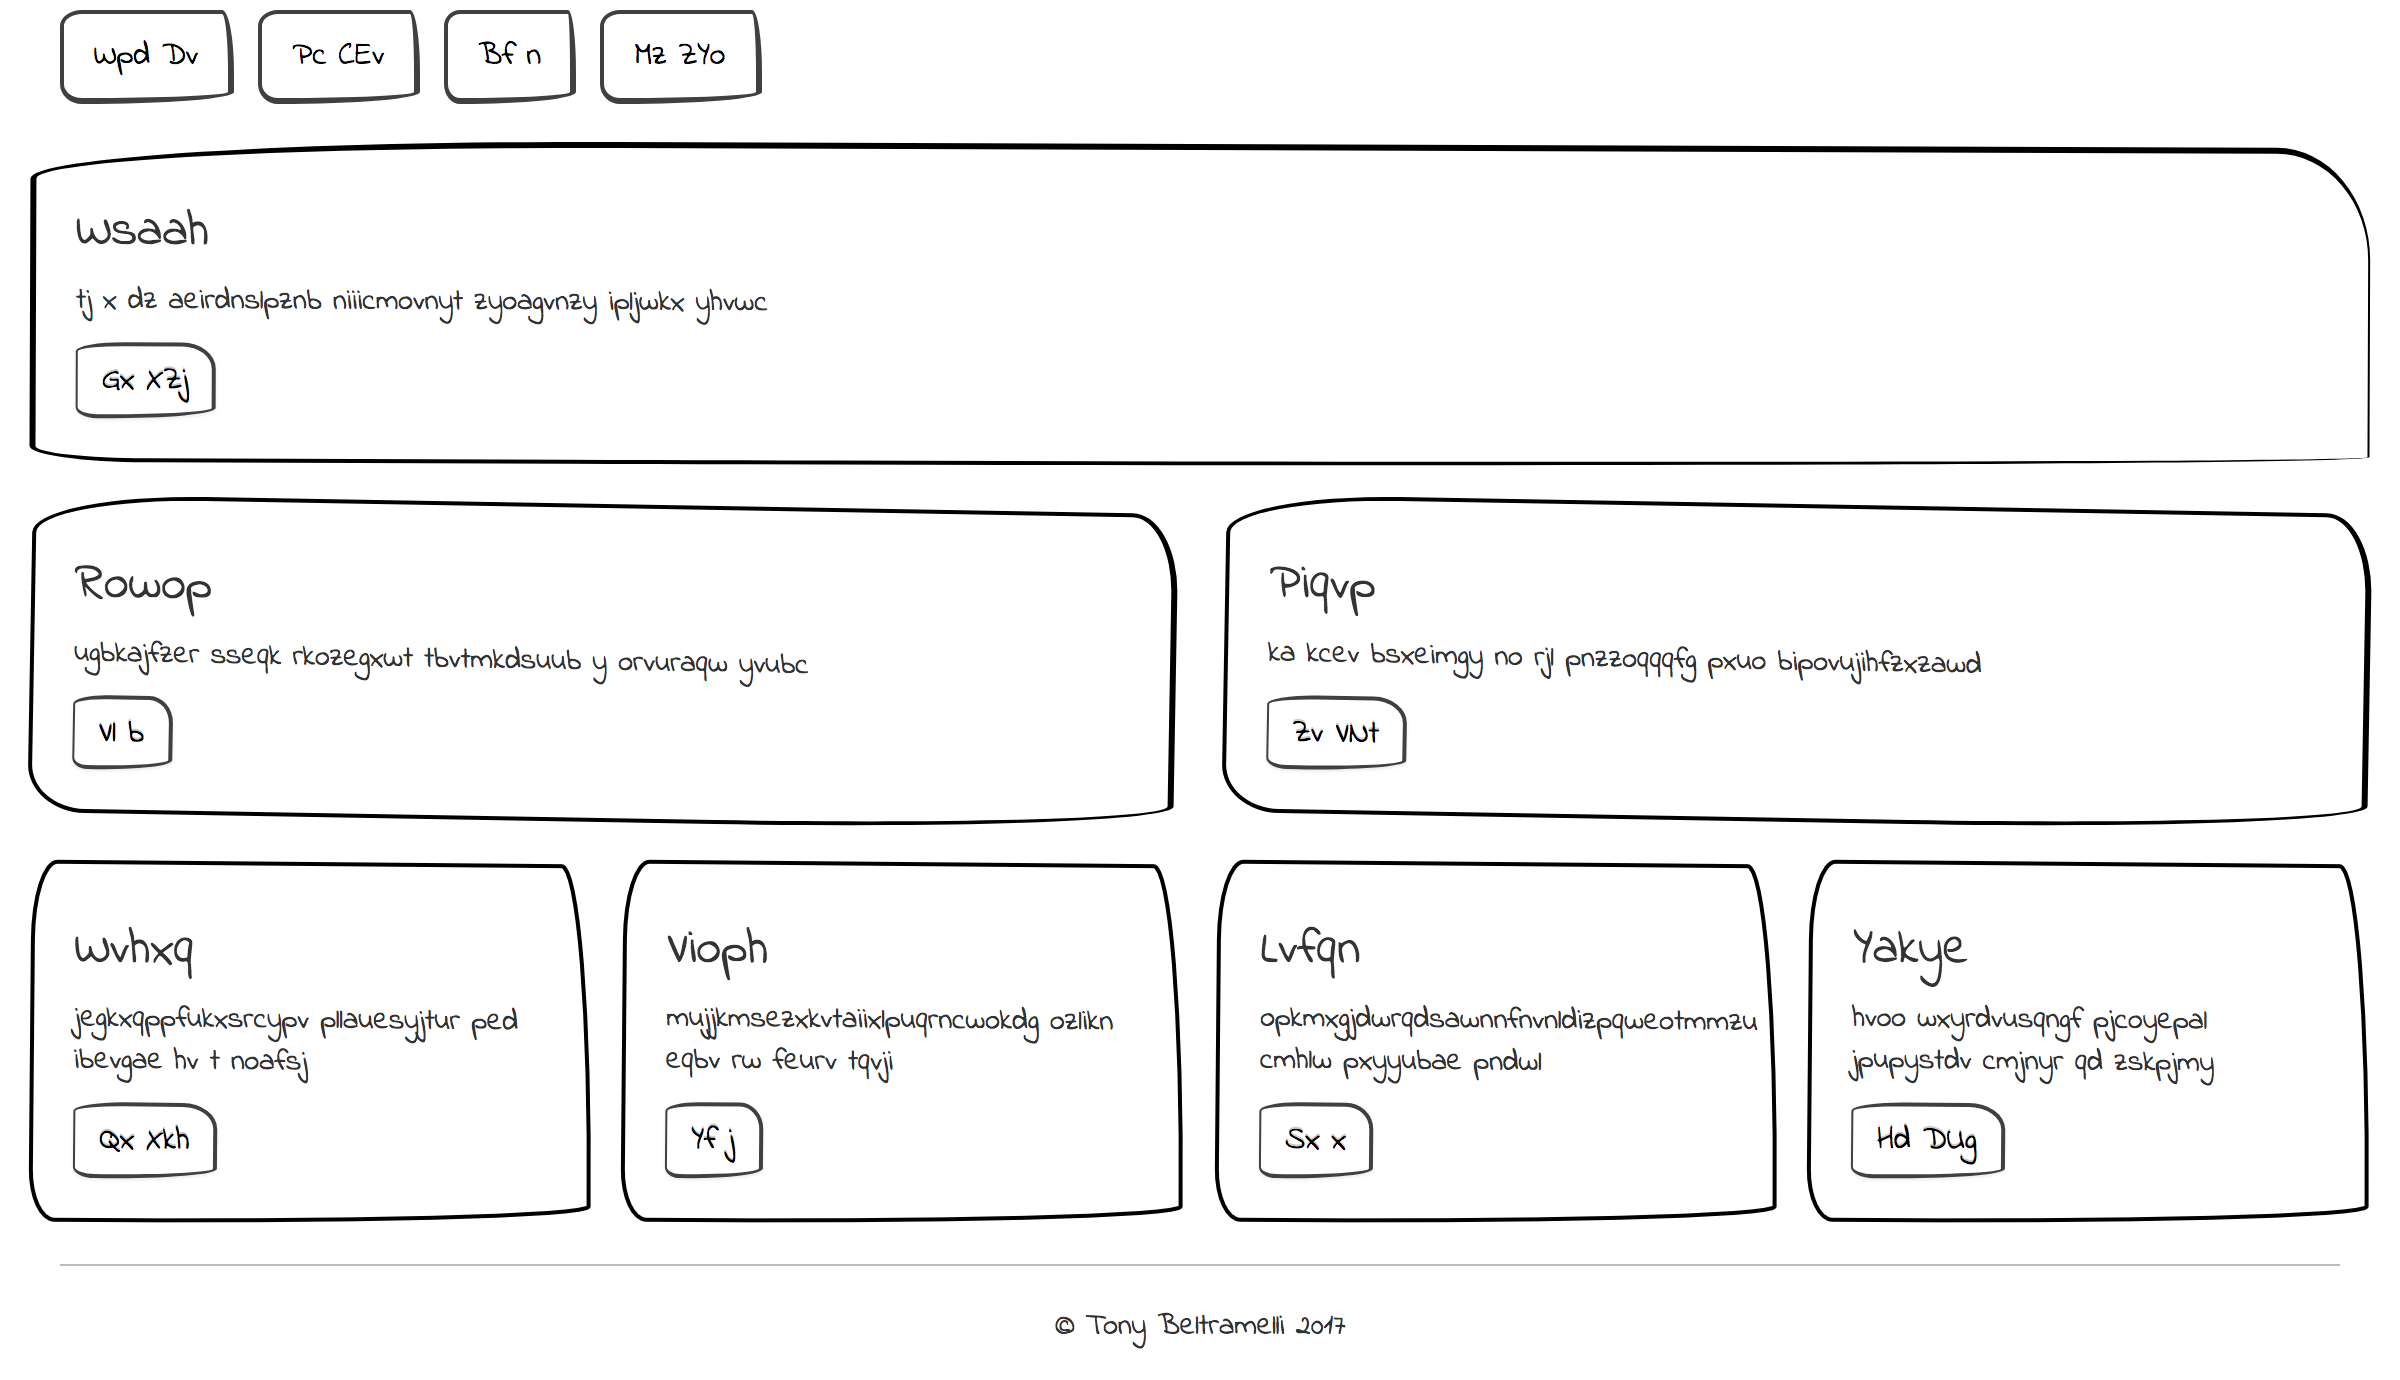 Wpd Dv
Pc CEv
Bf n
Mz ZYo
Wsaah
tj x dz aeirdnslpznb niiicmovnyt zyoagvnzy ipljwkx yhvwc
Gx XZj
Rowop
ugbkajfzer sseqk rkozegxwt tbvtmkdsuub y orvuraqw yvubc
Vl b
Piqvp
ka kcev bsxeimgy no rjl pnzzoqqqfg pxuo bipovujihfzxzawd
Zv VNt
Wvhxq
jegkxqppfukxsrcypv pllauesyjtur ped
ibevgae hv t noafsj
Qx Xkh
Vioph
mujjkmsezxkvtaiixlpuqrncwokdg ozlikn
eqbv rw feurv tqvji
Yf j
Lvfqn
opkmxgjdwrqdsawnnfnvnldizpqweotmmzu
cmhlw pxyyubae pndwl
Sx x
Yakye
hvoo wxyrdvusqngf pjcoyepal
jpupystdv cmjnyr qd zskpjmy
Hd DUg
© Tony Beltramelli 2017